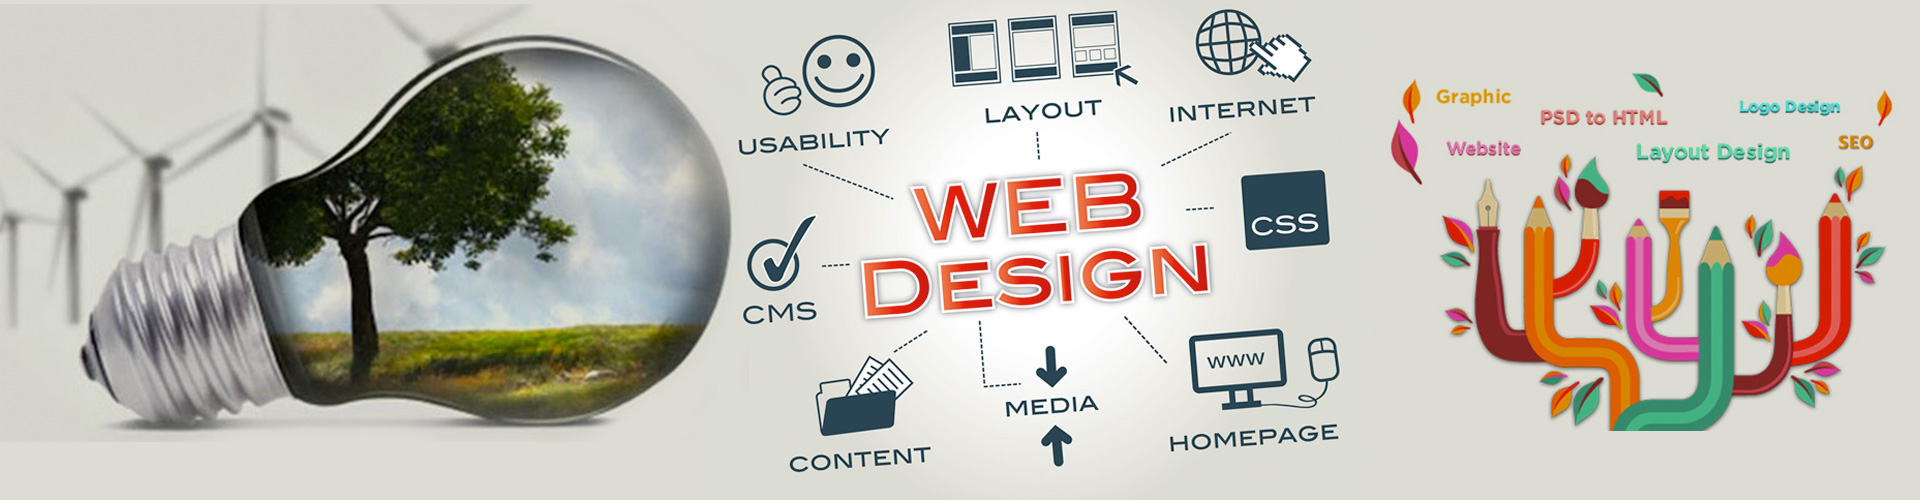 USABILITY
LAYOUT
INTERNET
WEB
DESIGN
CSS
CMS
CONTENT
MEDIA
WWW
HOMEPAGE
Graphic
PSD to HTML
Logo Design
Website
Layout Design
SEO